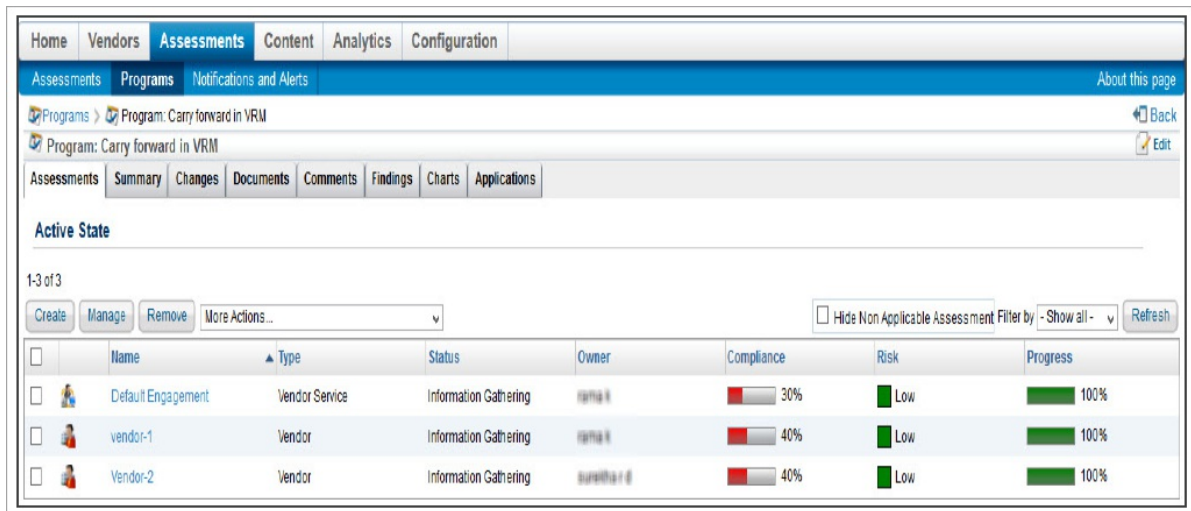 Home Vendors Assessments Content Analytics Configuration
Assessments Programs Notifications and Alerts About this page
Programs > Program: Carry forward in VRM Back
Program: Carry forward in VRM Edit
Assessments Summary Changes Documents Comments Findings Charts Applications
Active State
1-3 of 3
Create Manage Remove More Actions... Hide Non Applicable Assessment Filter by - Show all - Refresh
Name Type Status Owner Compliance Risk Progress
Default Engagement Vendor Service Information Gathering 30% Low 100%
vendor-1 Vendor Information Gathering 40% Low 100%
Vendor-2 Vendor Information Gathering 40% Low 100%